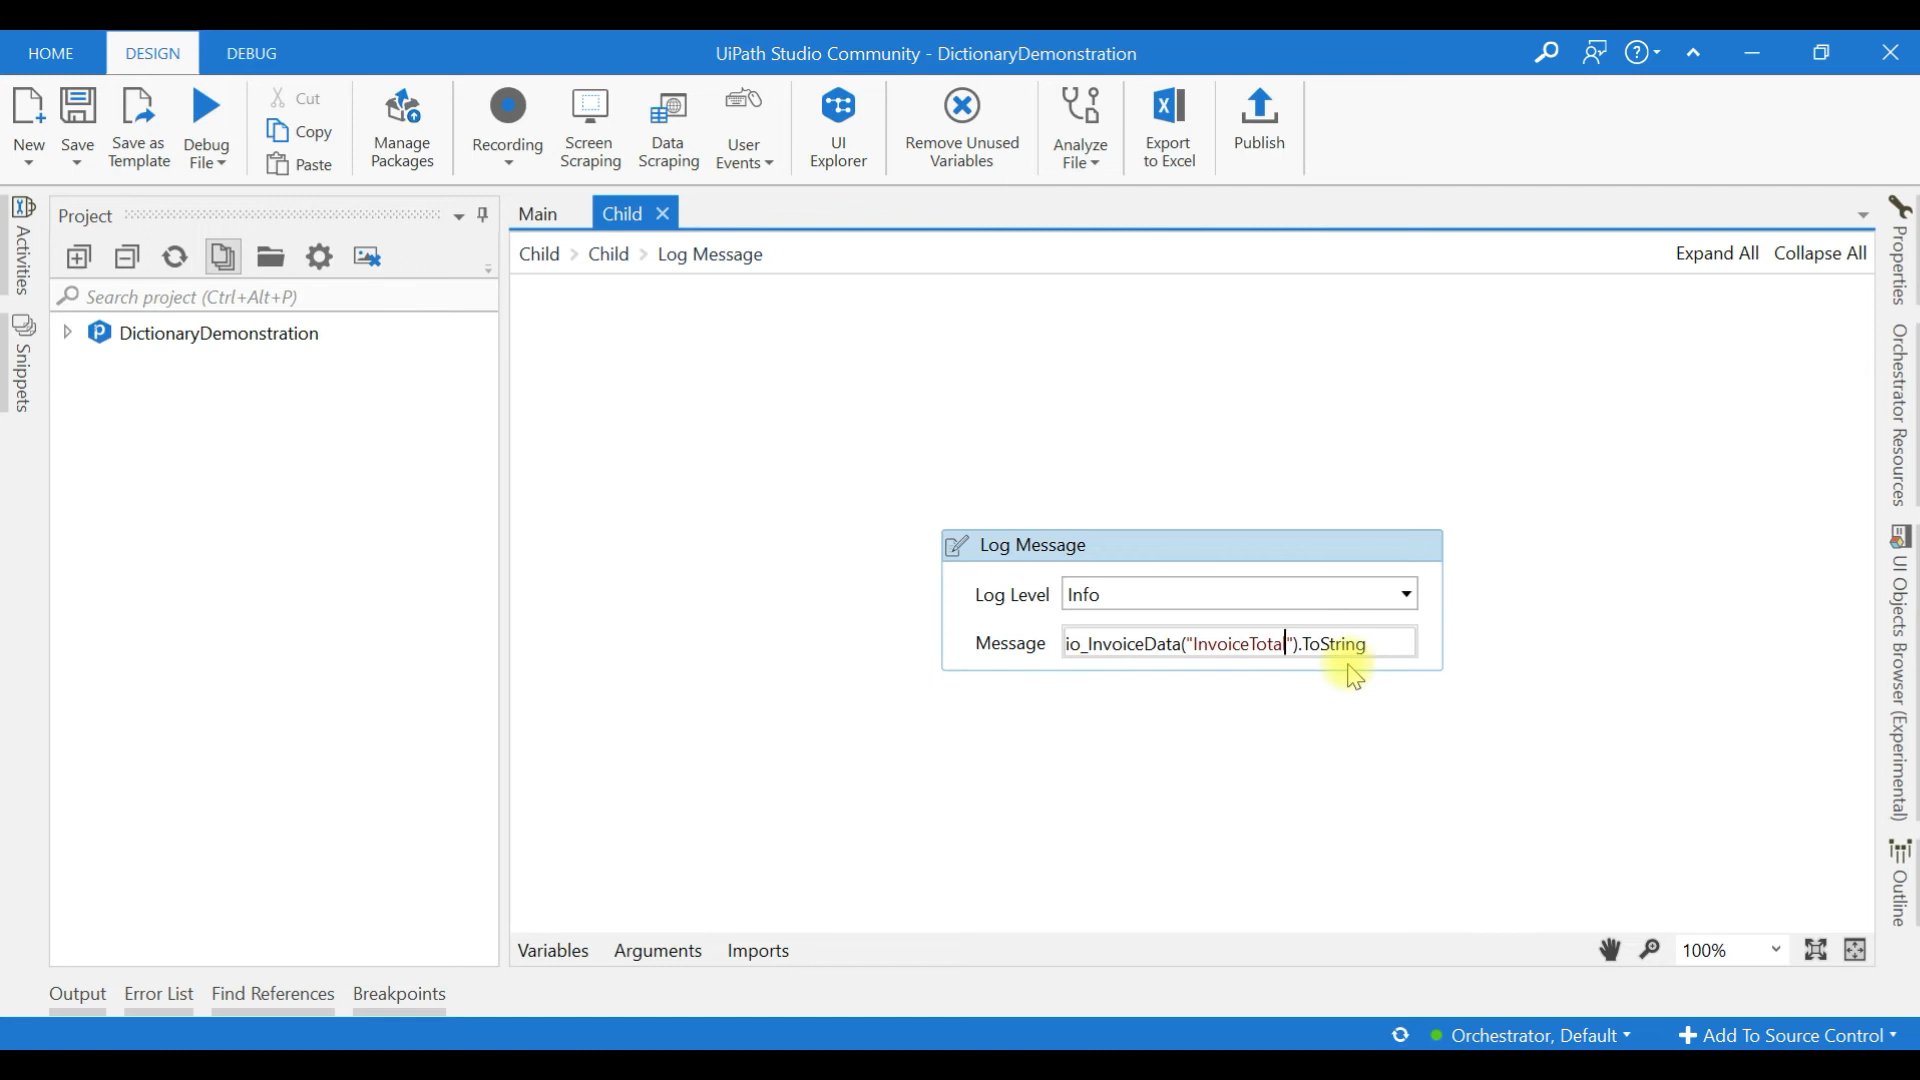 HOME DESIGN DEBUG UiPath Studio Community - DictionaryDemonstration
New Save Save as Template Debug File Cut Copy Paste Manage Packages Recording Screen Scraping Data Scraping User Events UI Explorer Remove Unused Variables Analyze File Export to Excel Publish
Activities
Snippets
Project
Search project (Ctrl+Alt+P)
DictionaryDemonstration
Main Child
Child Child Log Message Expand All Collapse All
Log Message
Log Level Info
Message io_InvoiceData("InvoiceTotal").ToString
Variables Arguments Imports 100%
Properties
Orchestrator Resources
UI Objects Browser (Experimental)
Outline
Output Error List Find References Breakpoints
Orchestrator, Default Add To Source Control